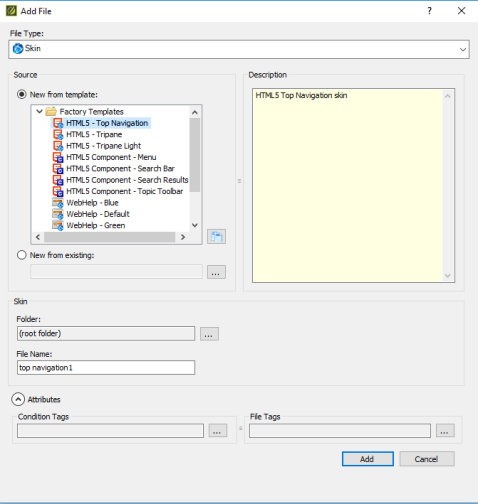 Add File
?
File Type:
Skin
Source
New from template:
Factory Templates
HTML5 - Top Navigation
HTML5 - Tripane
HTML5 - Tripane Light
HTML5 Component - Menu
HTML5 Component - Search Bar
HTML5 Component - Search Results
HTML5 Component - Topic Toolbar
WebHelp - Blue
WebHelp - Default
WebHelp - Green
New from existing:
...
Description
HTML5 Top Navigation skin
Skin
Folder:
(root folder)
...
File Name:
top navigation1
Attributes
Condition Tags
...
File Tags
...
Add
Cancel